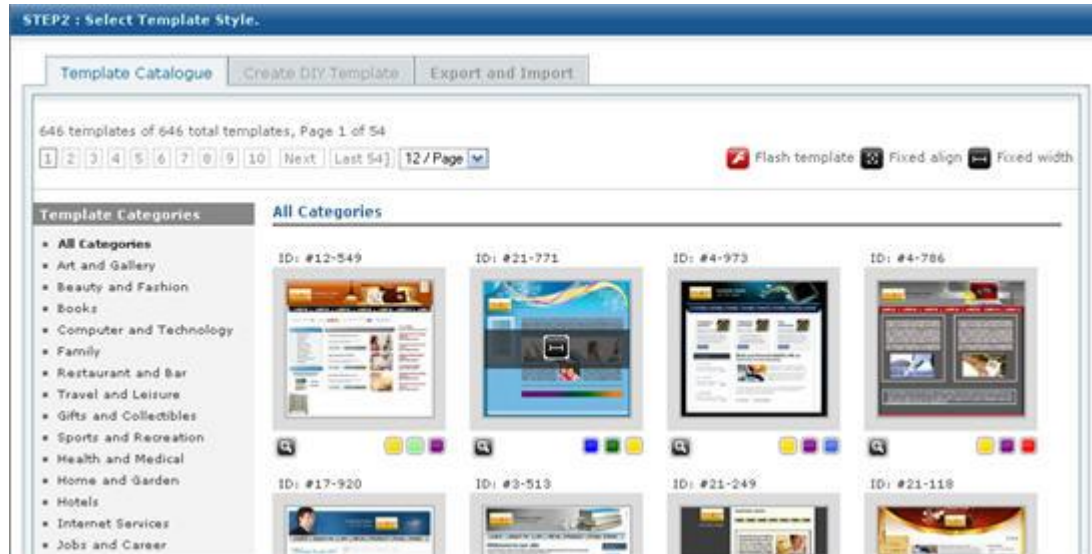 STEP2 : Select Template Style.
Template Catalogue
Create DIY Template
Export and Import
646 templates of 646 total templates, Page 1 of 54
1 2 3 4 5 6 7 8 9 10 Next Last 54] 12 / Page
Flash template Fixed align Fixed width
Template Categories
All Categories
Art and Gallery
Beauty and Fashion
Books
Computer and Technology
Family
Restaurant and Bar
Travel and Leisure
Gifts and Collectibles
Sports and Recreation
Health and Medical
Home and Garden
Hotels
Internet Services
Jobs and Career
All Categories
ID: #12-549
ID: #21-771
ID: #4-973
ID: #4-786
ID: #17-920
ID: #3-513
ID: #21-249
ID: #21-118